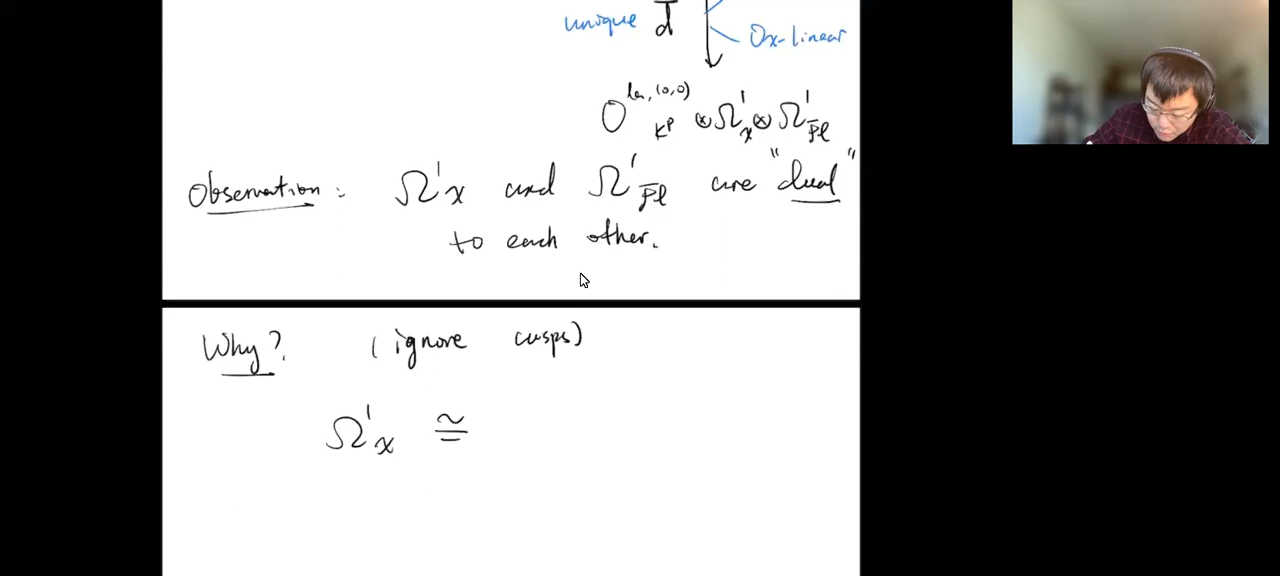 unique d̄
Ox-linear
O^{la,(0,0)}_{K^p} ⊗ Ω^1_X ⊗ Ω^1_{Fl}
Observation: Ω^1_X and Ω^1_{Fl} are "dual"
to each other.
Why? (ignore cusps)
Ω^1_X ≅